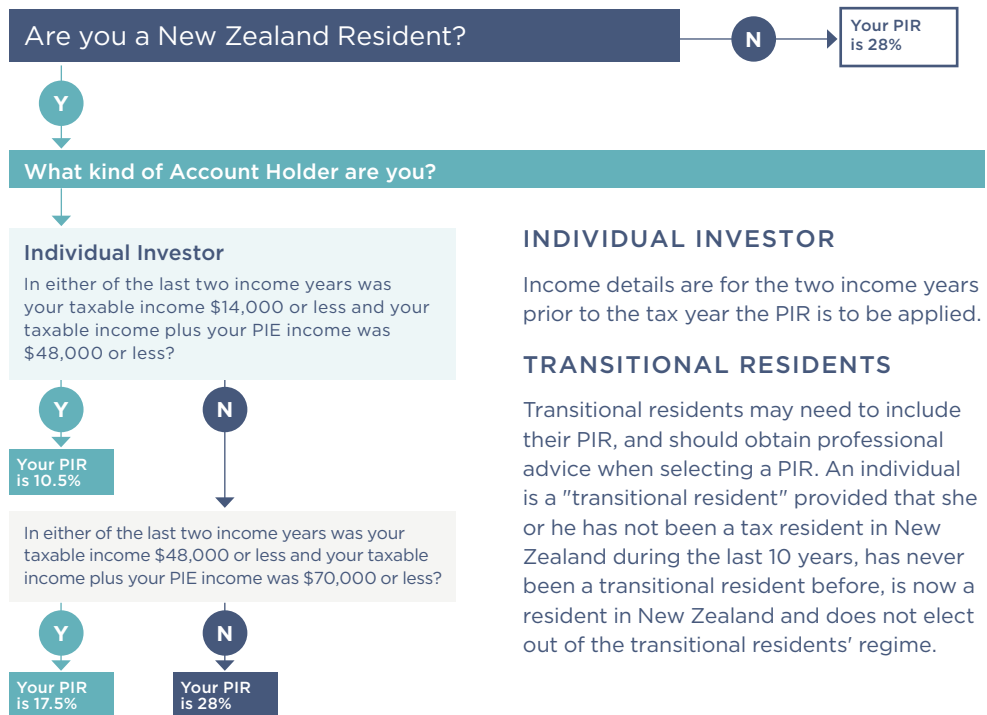 Are you a New Zealand Resident?
N
Your PIR
is 28%
Y
What kind of Account Holder are you?
Individual Investor
In either of the last two income years was
your taxable income $14,000 or less and your
taxable income plus your PIE income was
$48,000 or less?
Y
N
Your PIR
is 10.5%
In either of the last two income years was your
taxable income $48,000 or less and your taxable
income plus your PIE income was $70,000 or less?
Y
N
Your PIR
is 17.5%
Your PIR
is 28%
INDIVIDUAL INVESTOR
Income details are for the two income years
prior to the tax year the PIR is to be applied.
TRANSITIONAL RESIDENTS
Transitional residents may need to include
their PIR, and should obtain professional
advice when selecting a PIR. An individual
is a "transitional resident" provided that she
or he has not been a tax resident in New
Zealand during the last 10 years, has never
been a transitional resident before, is now a
resident in New Zealand and does not elect
out of the transitional residents' regime.